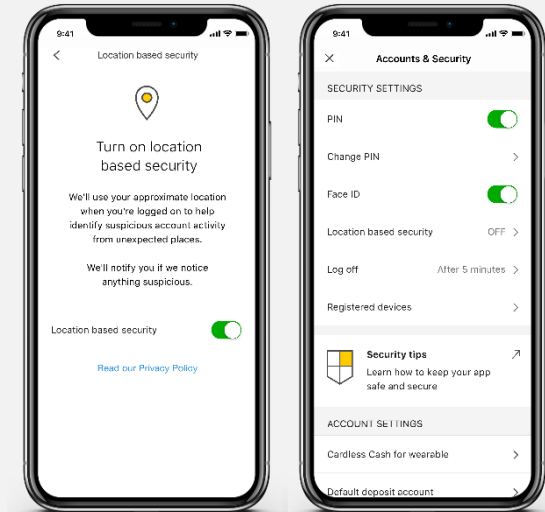 9:41
Location based security
Turn on location
based security
We'll use your approximate location
when you're logged on to help
identify suspicious account activity
from unexpected places.
We'll notify you if we notice
anything suspicious.
Location based security
Read our Privacy Policy
9:41
Accounts & Security
SECURITY SETTINGS
PIN
Change PIN
Face ID
Location based security OFF
Log off After 5 minutes
Registered devices
Security tips
Learn how to keep your app
safe and secure
ACCOUNT SETTINGS
Cardless Cash for wearable
Default deposit account